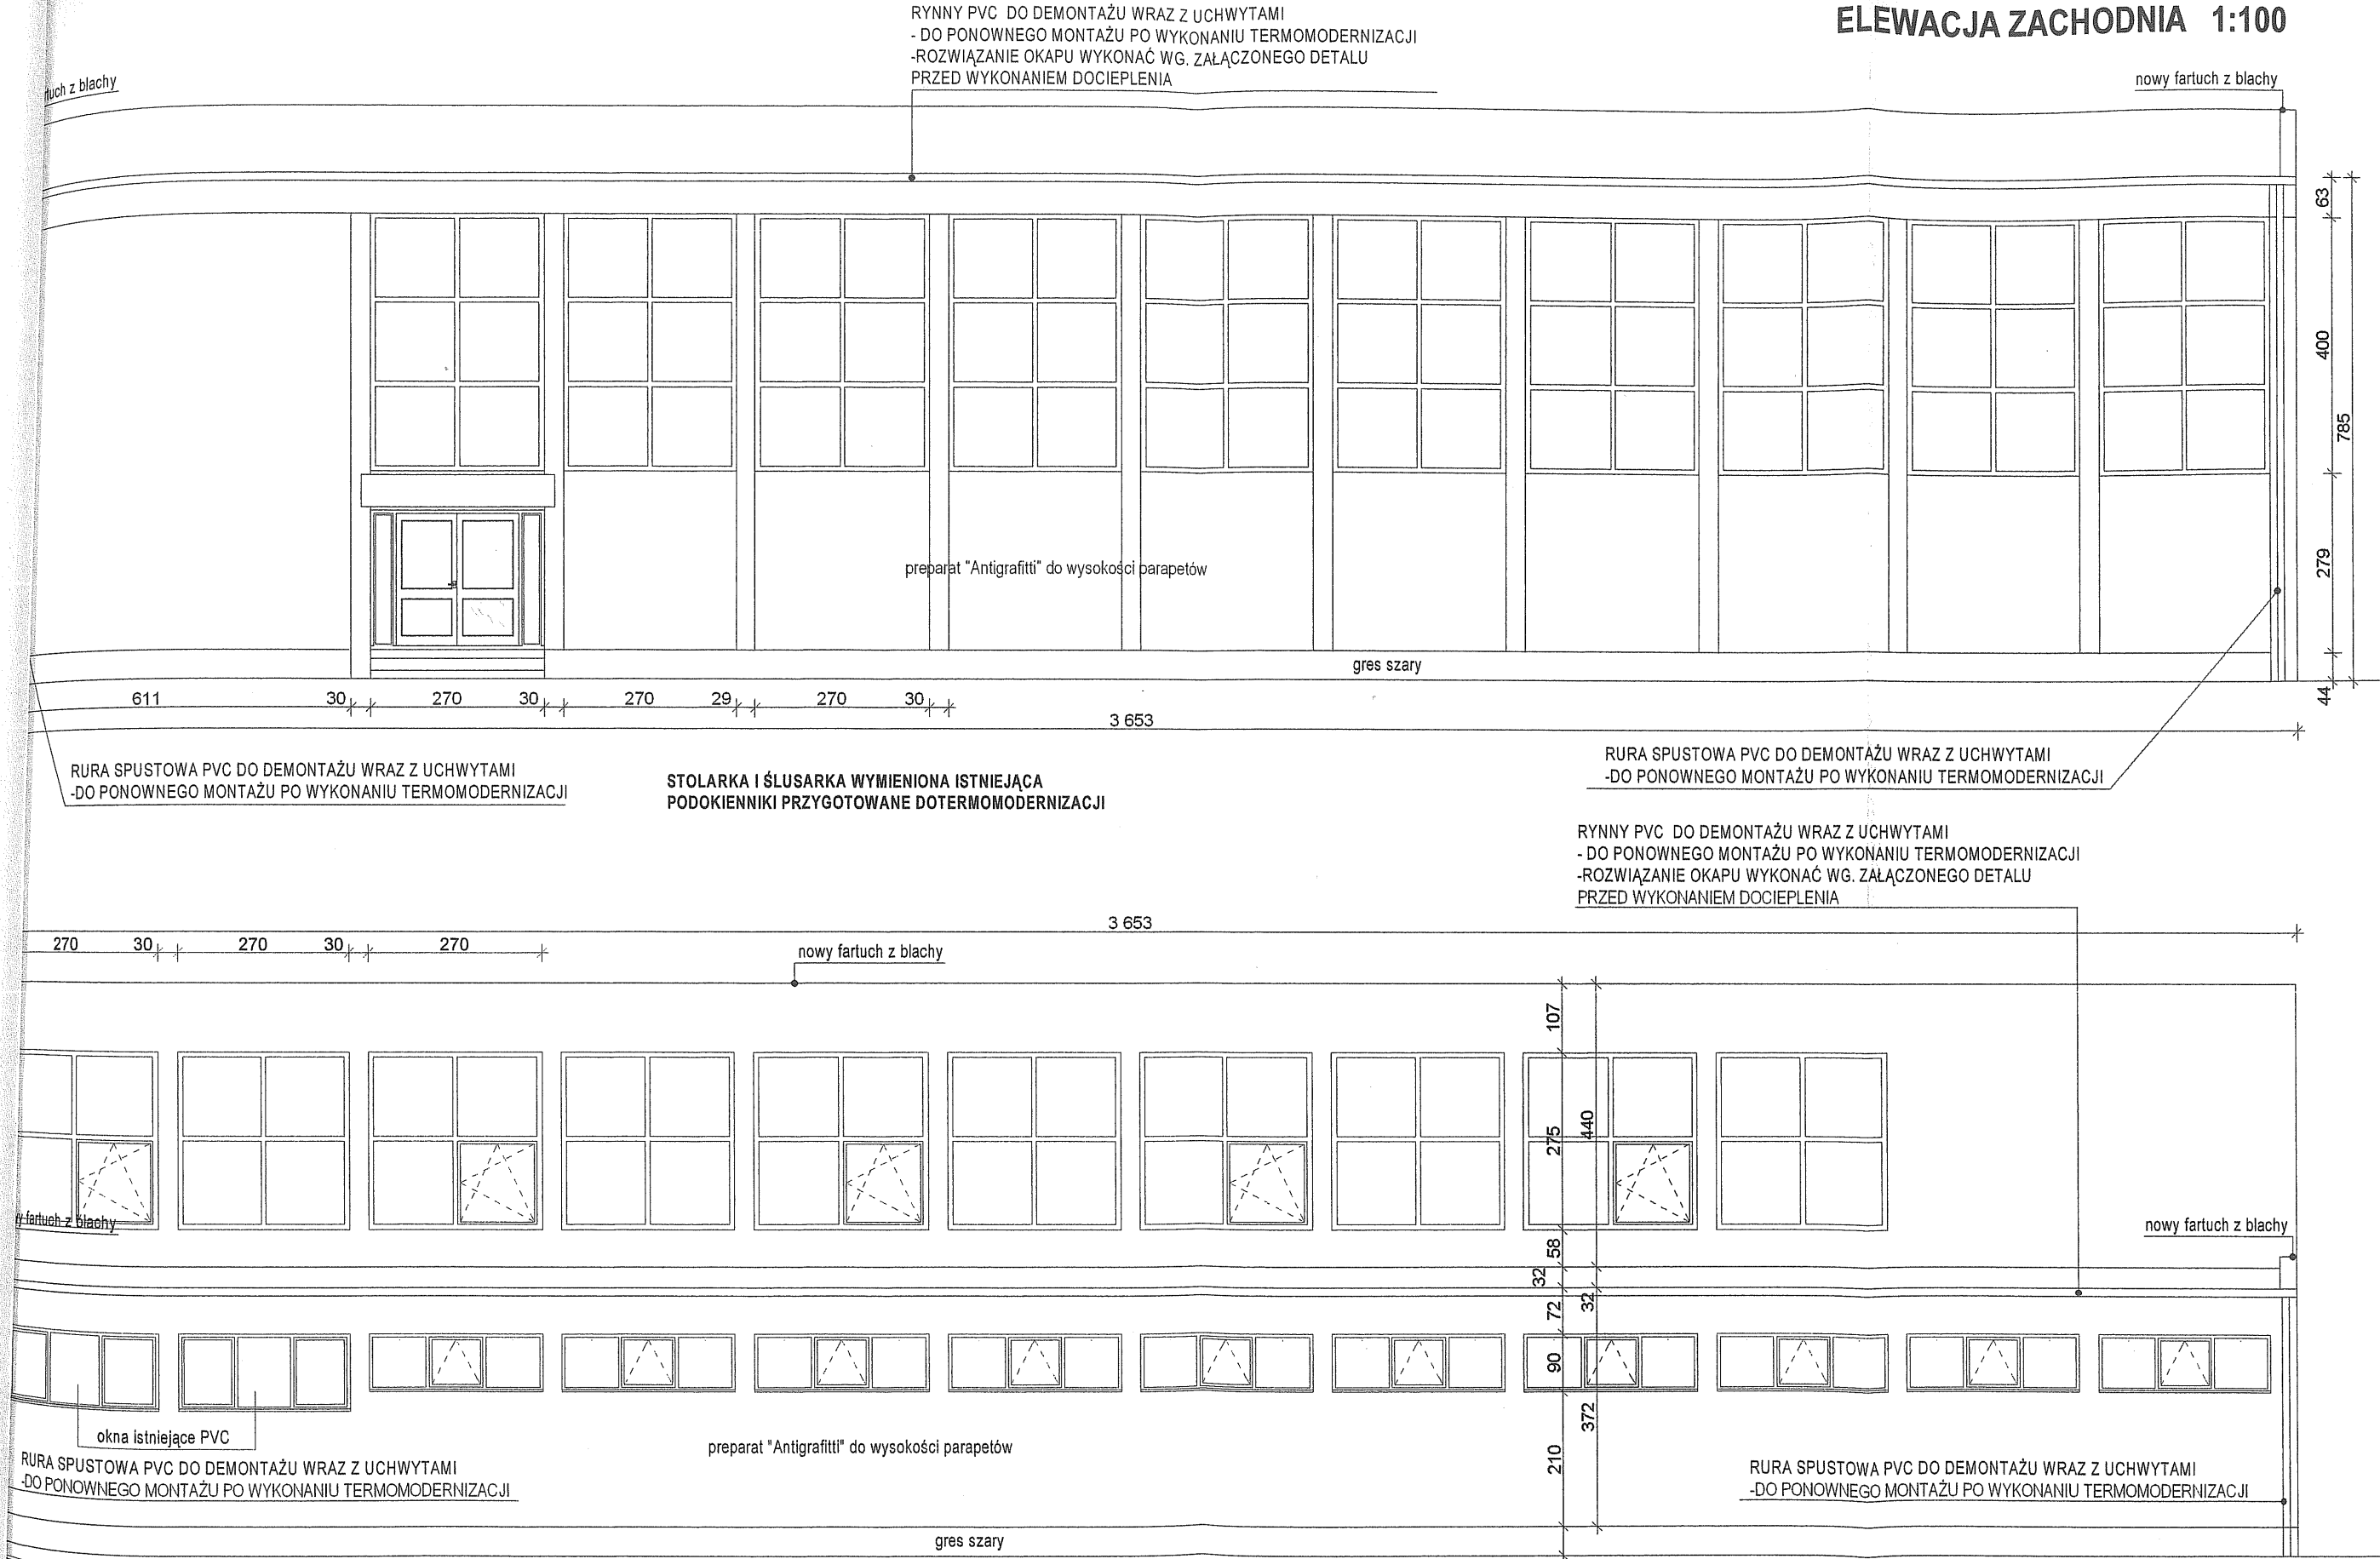 RYNNY PVC DO DEMONTAŻU WRAZ Z UCHWYTAMI
- DO PONOWNEGO MONTAŻU PO WYKONANIU TERMOMODERNIZACJI
-ROZWIĄZANIE OKAPU WYKONAĆ WG. ZAŁĄCZONEGO DETALU
PRZED WYKONANIEM DOCIEPLENIA
ELEWACJA ZACHODNIA 1:100
z blachy
nowy fartuch z blachy
63
400
785
279
44
preparat "Antigrafitti" do wysokości parapetów
gres szary
611 30 270 30 270 29 270 30
3 653
RURA SPUSTOWA PVC DO DEMONTAŻU WRAZ Z UCHWYTAMI
-DO PONOWNEGO MONTAŻU PO WYKONANIU TERMOMODERNIZACJI
STOLARKA I ŚLUSARKA WYMIENIONA ISTNIEJĄCA
PODOKIENNIKI PRZYGOTOWANE DOTERMOMODERNIZACJI
RURA SPUSTOWA PVC DO DEMONTAŻU WRAZ Z UCHWYTAMI
-DO PONOWNEGO MONTAŻU PO WYKONANIU TERMOMODERNIZACJI
RYNNY PVC DO DEMONTAŻU WRAZ Z UCHWYTAMI
- DO PONOWNEGO MONTAŻU PO WYKONANIU TERMOMODERNIZACJI
-ROZWIĄZANIE OKAPU WYKONAĆ WG. ZAŁĄCZONEGO DETALU
PRZED WYKONANIEM DOCIEPLENIA
3 653
270 30 270 30 270
nowy fartuch z blachy
107
440
275
fartuch z blachy
nowy fartuch z blachy
58
32
72 32
90
372
210
okna istniejące PVC
preparat "Antigrafitti" do wysokości parapetów
RURA SPUSTOWA PVC DO DEMONTAŻU WRAZ Z UCHWYTAMI
-DO PONOWNEGO MONTAŻU PO WYKONANIU TERMOMODERNIZACJI
RURA SPUSTOWA PVC DO DEMONTAŻU WRAZ Z UCHWYTAMI
-DO PONOWNEGO MONTAŻU PO WYKONANIU TERMOMODERNIZACJI
gres szary